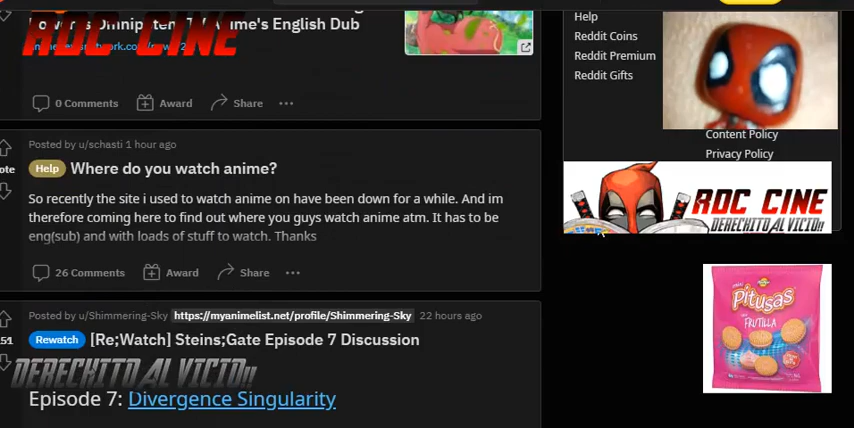 Power is Omnipotent TV Anime's English Dub
RDC CINE
0 Comments
Award
Share
Posted by u/schasti 1 hour ago
Help
Where do you watch anime?
So recently the site i used to watch anime on have been down for a while. And im
therefore coming here to find out where you guys watch anime atm. It has to be
eng(sub) and with loads of stuff to watch. Thanks
26 Comments
Award
Share
Posted by u/Shimmering-Sky https://myanimelist.net/profile/Shimmering-Sky 22 hours ago
Rewatch
[Re;Watch] Steins;Gate Episode 7 Discussion
DERECHITO AL VICIO!!
Episode 7: Divergence Singularity
Help
Reddit Coins
Reddit Premium
Reddit Gifts
Content Policy
Privacy Policy
RDC CINE
DERECHITO AL VICIO!!
Pitusas
FRUTILLA